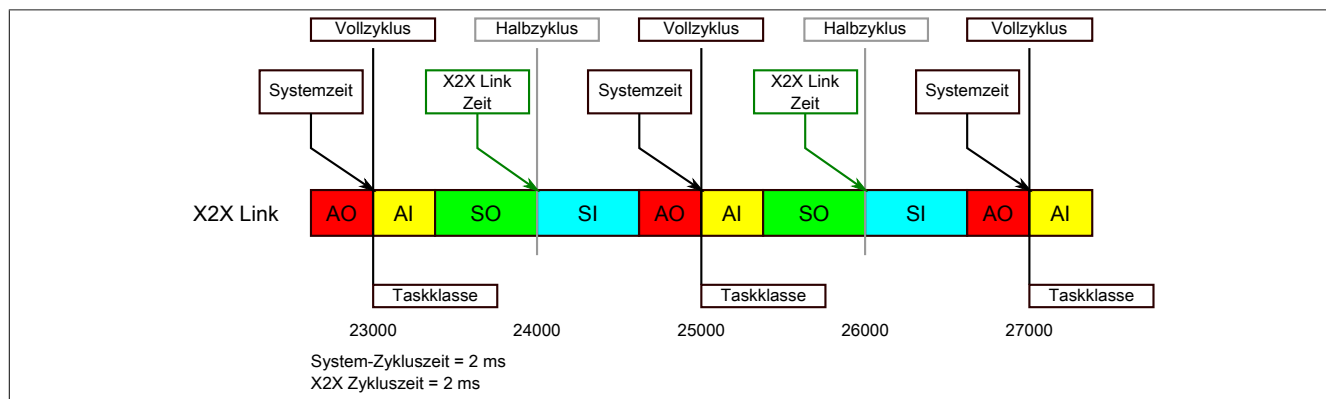 Vollzyklus Halbzyklus Vollzyklus Halbzyklus Vollzyklus
Systemzeit
X2X Link
Zeit
Systemzeit
X2X Link
Zeit
Systemzeit
X2X Link AO AI SO SI AO AI SO SI AO AI
Taskklasse Taskklasse Taskklasse
23000 24000 25000 26000 27000
System-Zykluszeit = 2 ms
X2X Zykluszeit = 2 ms